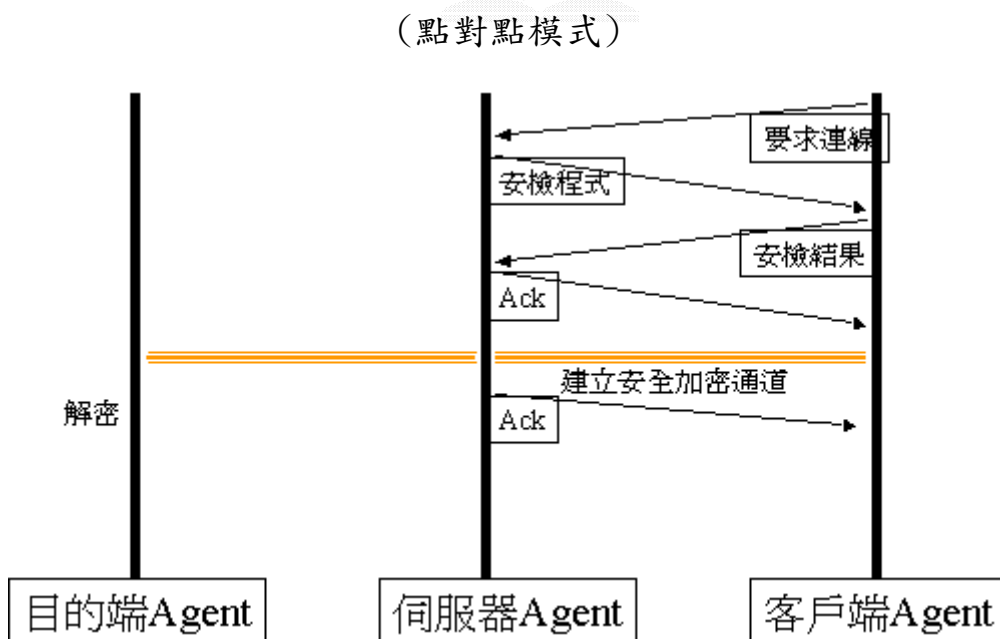 (點對點模式)
要求連線
安檢程式
安檢結果
Ack
建立安全加密通道
解密
Ack
目的端Agent
伺服器Agent
客戶端Agent